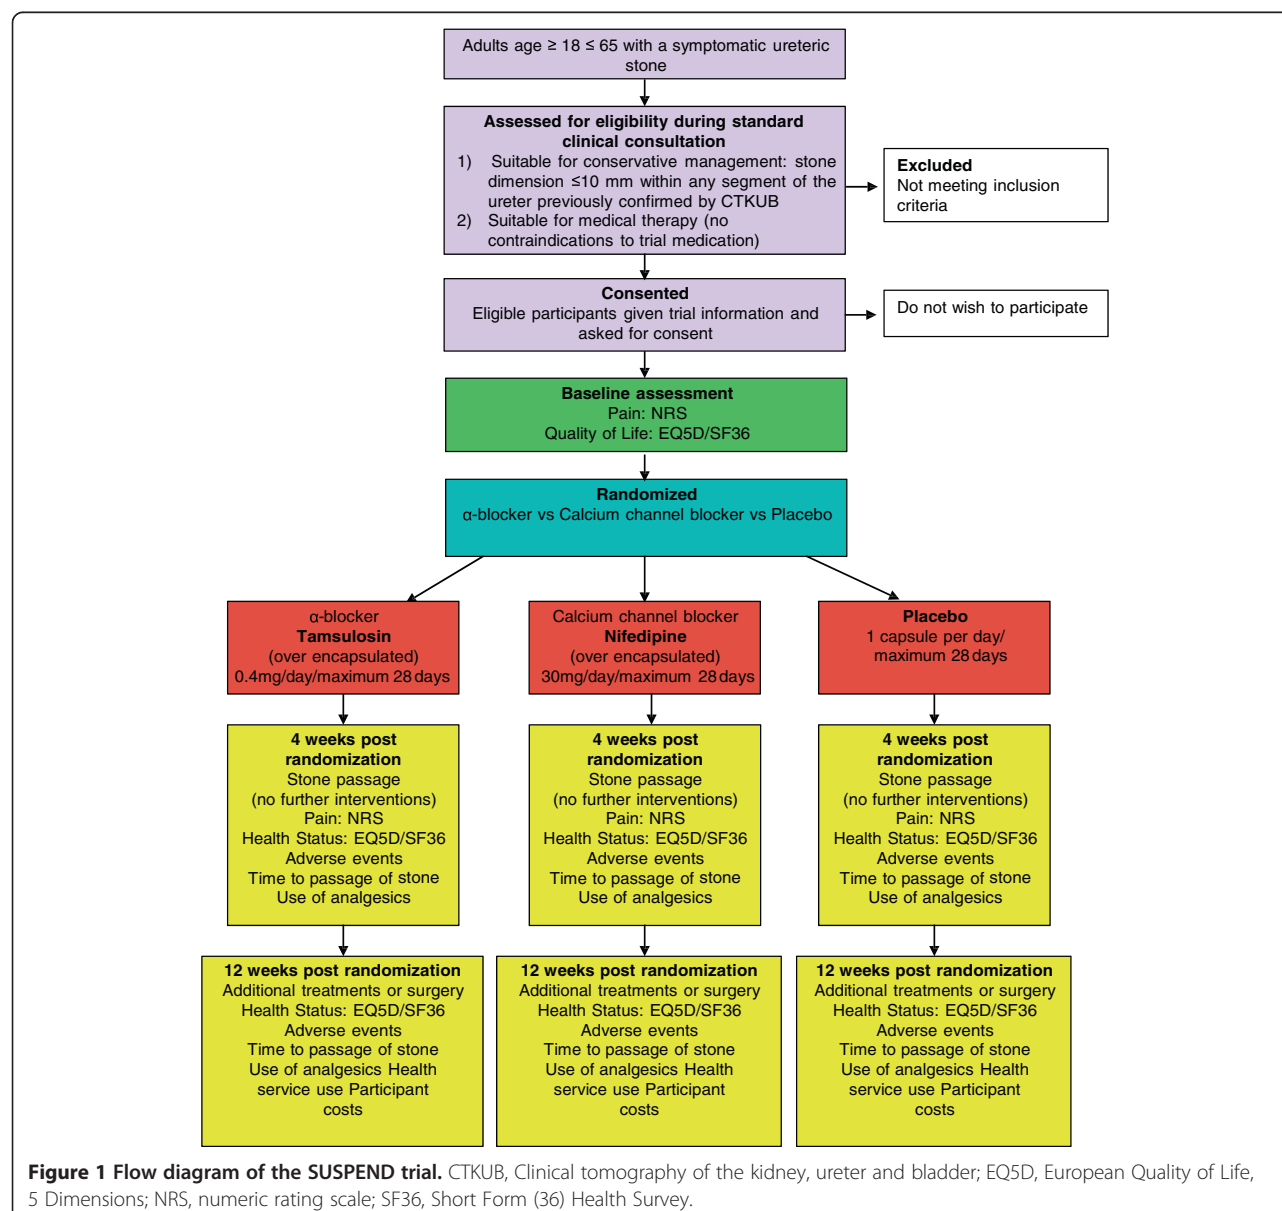 Adults age ≥ 18 ≤ 65 with a symptomatic ureteric
stone
Assessed for eligibility during standard
clinical consultation
1) Suitable for conservative management: stone
dimension ≤10 mm within any segment of the
ureter previously confirmed by CTKUB
2) Suitable for medical therapy (no
contraindications to trial medication)
Excluded
Not meeting inclusion
criteria
Consented
Eligible participants given trial information and
asked for consent
Do not wish to participate
Baseline assessment
Pain: NRS
Quality of Life: EQ5D/SF36
Randomized
α-blocker vs Calcium channel blocker vs Placebo
α-blocker
Tamsulosin
(over encapsulated)
0.4mg/day/maximum 28 days
Calcium channel blocker
Nifedipine
(over encapsulated)
30mg/day/maximum 28 days
Placebo
1 capsule per day/
maximum 28 days
4 weeks post
randomization
Stone passage
(no further interventions)
Pain: NRS
Health Status: EQ5D/SF36
Adverse events
Time to passage of stone
Use of analgesics
4 weeks post
randomization
Stone passage
(no further interventions)
Pain: NRS
Health Status: EQ5D/SF36
Adverse events
Time to passage of stone
Use of analgesics
4 weeks post
randomization
Stone passage
(no further interventions)
Pain: NRS
Health Status: EQ5D/SF36
Adverse events
Time to passage of stone
Use of analgesics
12 weeks post randomization
Additional treatments or surgery
Health Status: EQ5D/SF36
Adverse events
Time to passage of stone
Use of analgesics Health
service use Participant
costs
12 weeks post randomization
Additional treatments or surgery
Health Status: EQ5D/SF36
Adverse events
Time to passage of stone
Use of analgesics Health
service use Participant
costs
12 weeks post randomization
Additional treatments or surgery
Health Status: EQ5D/SF36
Adverse events
Time to passage of stone
Use of analgesics Health
service use Participant
costs
Figure 1 Flow diagram of the SUSPEND trial. CTKUB, Clinical tomography of the kidney, ureter and bladder; EQ5D, European Quality of Life,
5 Dimensions; NRS, numeric rating scale; SF36, Short Form (36) Health Survey.